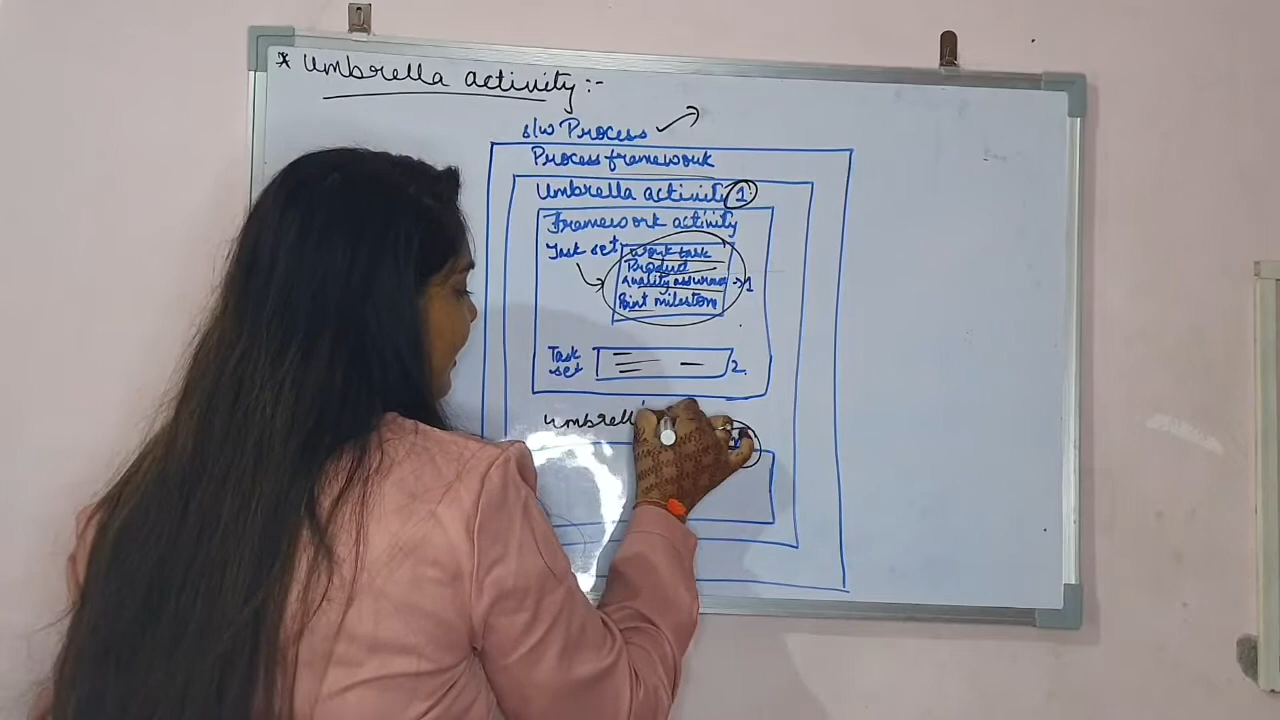 * Umbrella activity :-
s/w Process
Process framework
Umbrella activity 1
Framework activity
Task set
Work task
Product
Quality assurance → 1
Point milestone
Task
set
2.